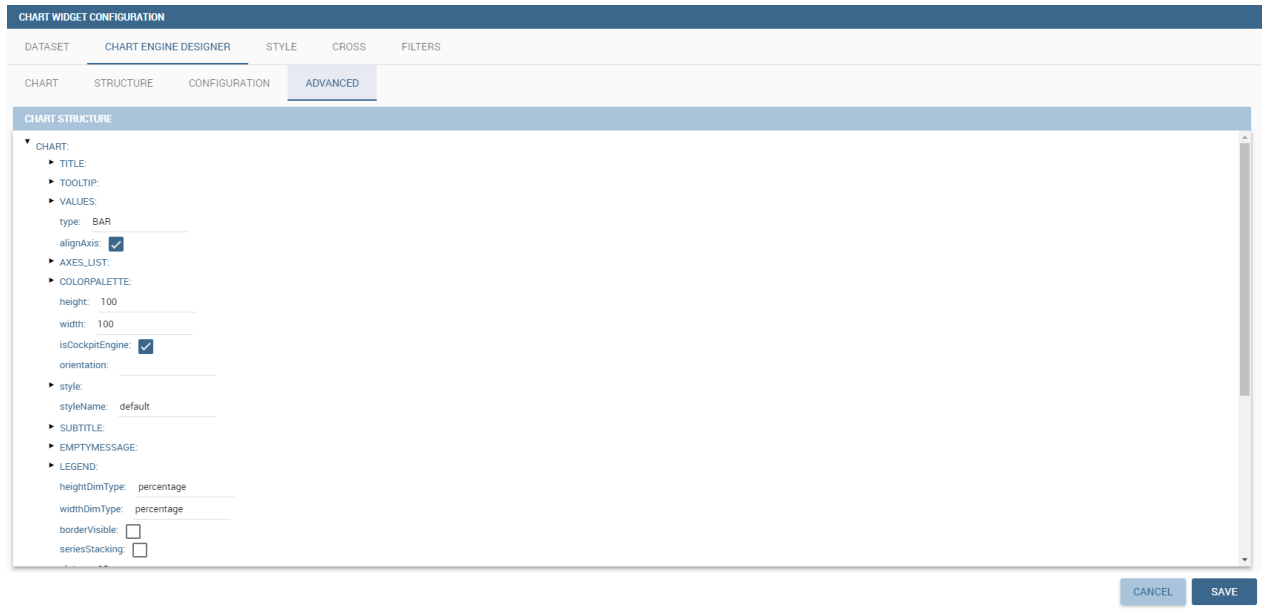 CHART WIDGET CONFIGURATION
DATASET CHART ENGINE DESIGNER STYLE CROSS FILTERS
CHART STRUCTURE CONFIGURATION ADVANCED
CHART STRUCTURE
CHART:
TITLE:
TOOLTIP:
VALUES:
type: BAR
alignAxis:
AXES_LIST:
COLORPALETTE:
height: 100
width: 100
isCockpitEngine:
orientation:
style:
styleName: default
SUBTITLE:
EMPTYMESSAGE:
LEGEND:
heightDimType: percentage
widthDimType: percentage
borderVisible:
seriesStacking:
CANCEL SAVE